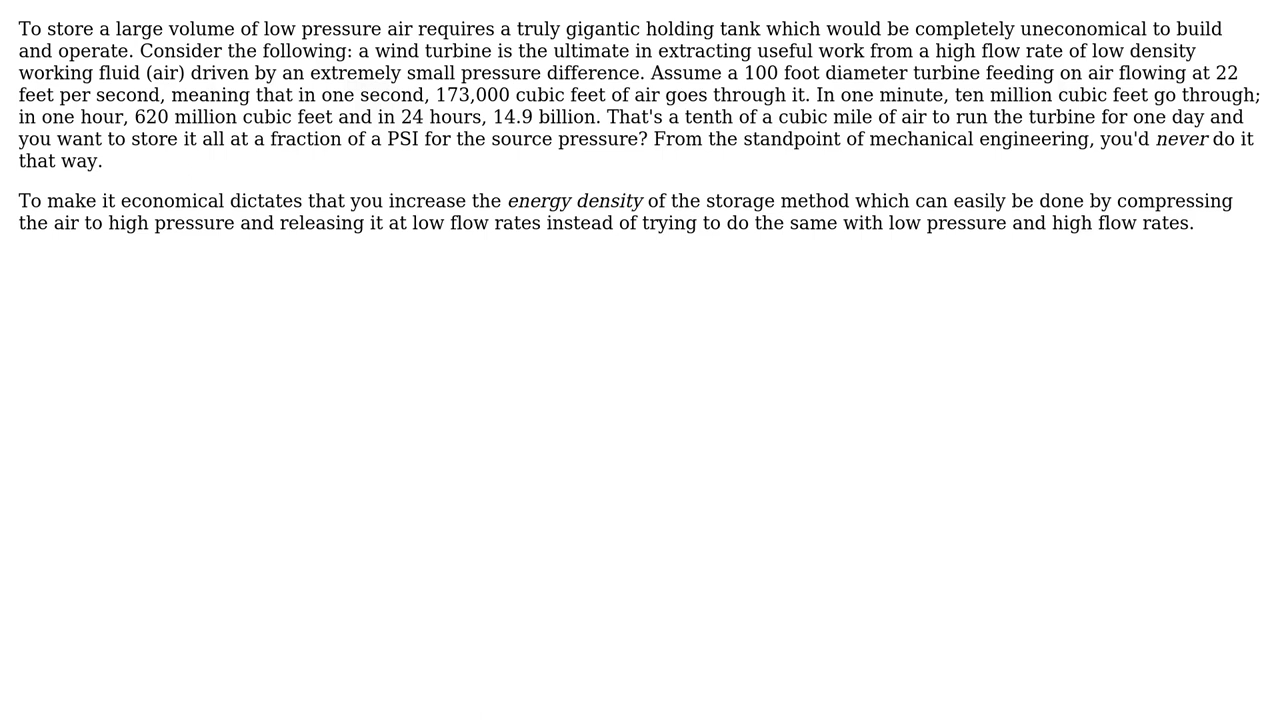 To store a large volume of low pressure air requires a truly gigantic holding tank which would be completely uneconomical to build
and operate. Consider the following: a wind turbine is the ultimate in extracting useful work from a high flow rate of low density
working fluid (air) driven by an extremely small pressure difference. Assume a 100 foot diameter turbine feeding on air flowing at 22
feet per second, meaning that in one second, 173,000 cubic feet of air goes through it. In one minute, ten million cubic feet go through;
in one hour, 620 million cubic feet and in 24 hours, 14.9 billion. That's a tenth of a cubic mile of air to run the turbine for one day and
you want to store it all at a fraction of a PSI for the source pressure? From the standpoint of mechanical engineering, you'd never do it
that way.
To make it economical dictates that you increase the energy density of the storage method which can easily be done by compressing
the air to high pressure and releasing it at low flow rates instead of trying to do the same with low pressure and high flow rates.